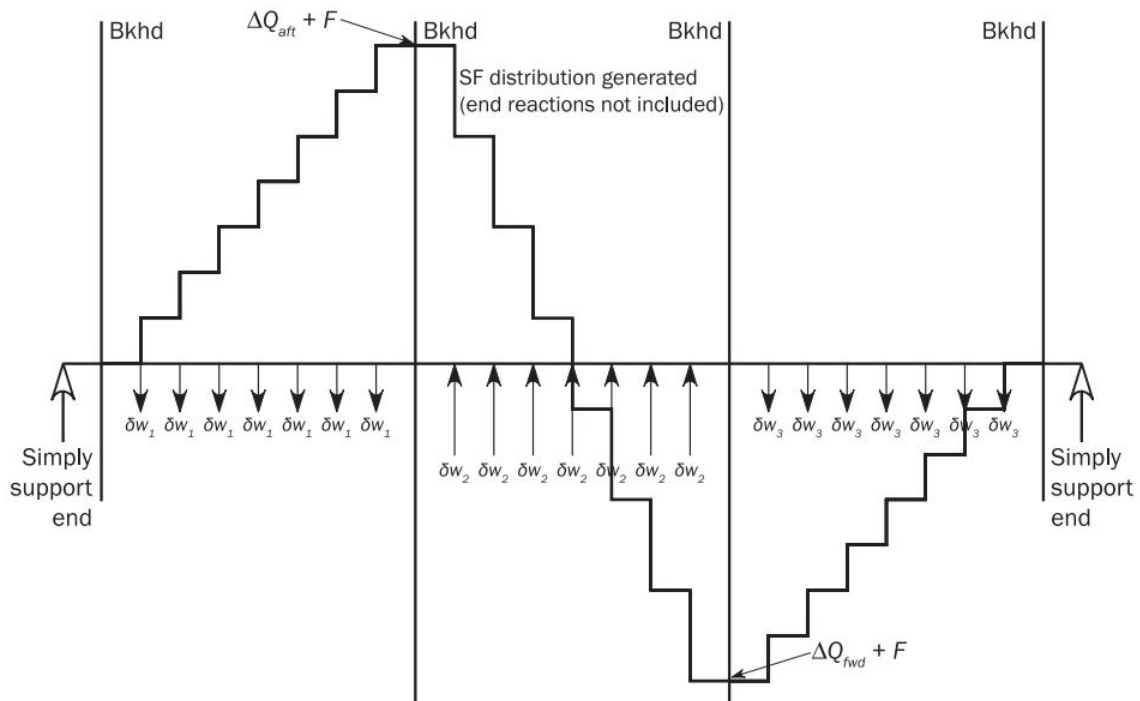 Bkhd
ΔQaft + F
Bkhd
Bkhd
Bkhd
SF distribution generated
(end reactions not included)
δw1 δw1 δw1 δw1 δw1 δw1 δw1
δw3 δw3 δw3 δw3 δw3 δw3 δw3
Simply
support
end
δw2 δw2 δw2 δw2 δw2 δw2 δw2
Simply
support
end
ΔQfwd + F